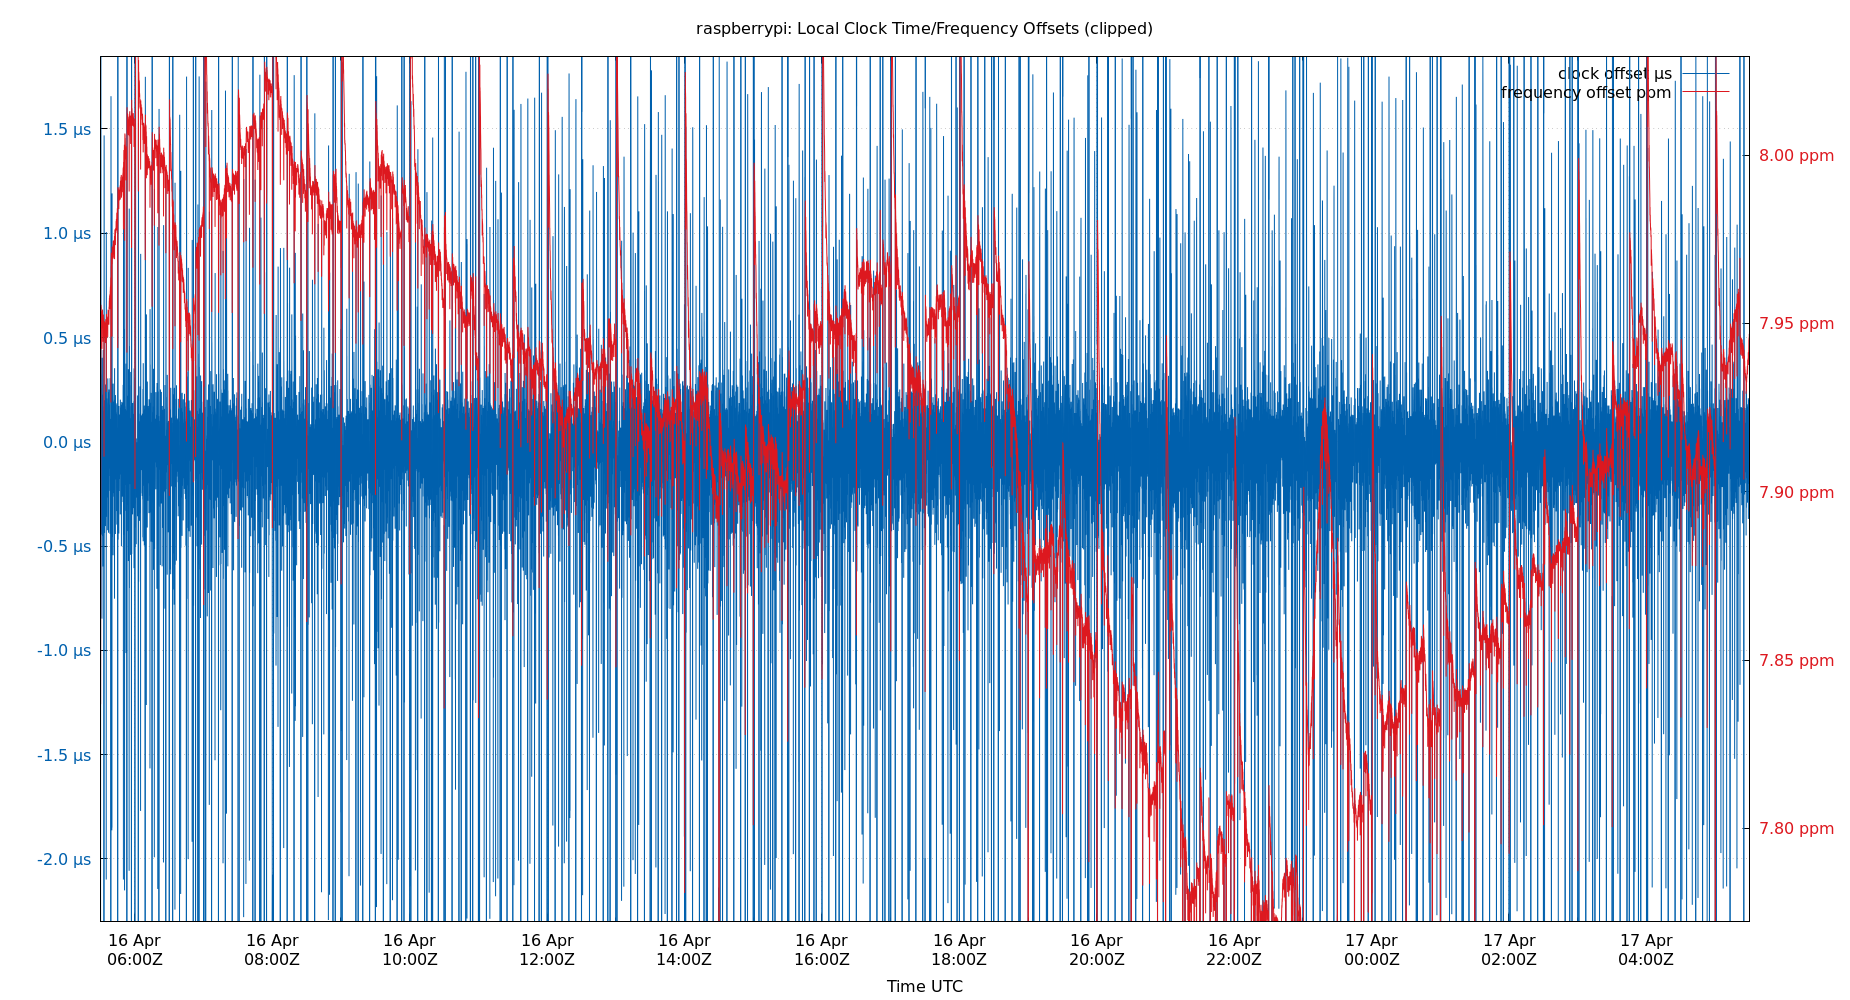 raspberrypi: Local Clock Time/Frequency Offsets (clipped)
clock offset µs
frequency offset ppm
1.5 µs
1.0 µs
0.5 µs
0.0 µs
-0.5 µs
-1.0 µs
-1.5 µs
-2.0 µs
8.00 ppm
7.95 ppm
7.90 ppm
7.85 ppm
7.80 ppm
16 Apr 16 Apr 16 Apr 16 Apr 16 Apr 16 Apr 16 Apr 16 Apr 16 Apr 17 Apr 17 Apr 17 Apr
06:00Z 08:00Z 10:00Z 12:00Z 14:00Z 16:00Z 18:00Z 20:00Z 22:00Z 00:00Z 02:00Z 04:00Z
Time UTC